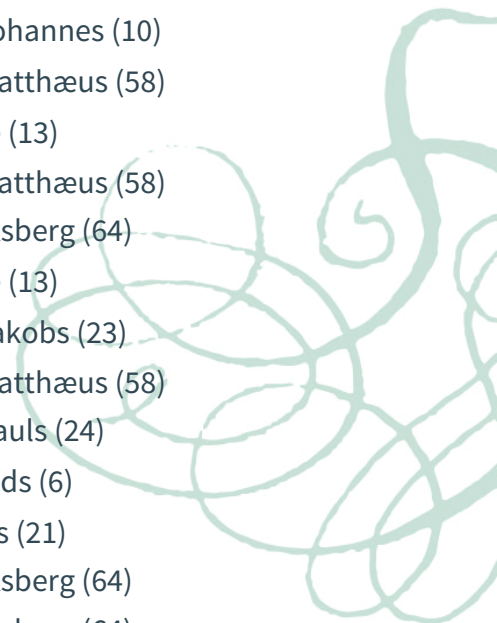 ohannes (10)
atthæus (58)
(13)
atthæus (58)
sberg (64)
(13)
akobs (23)
atthæus (58)
auls (24)
ds (6)
s (21)
sberg (64)